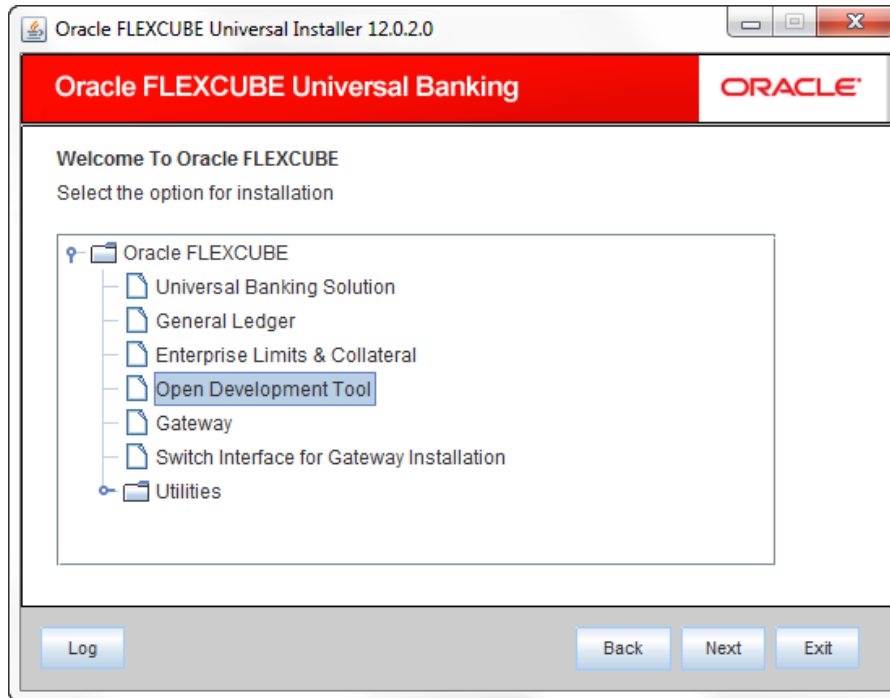 Oracle FLEXCUBE Universal Installer 12.0.2.0
Oracle FLEXCUBE Universal Banking
ORACLE
Welcome To Oracle FLEXCUBE
Select the option for installation
Oracle FLEXCUBE
Universal Banking Solution
General Ledger
Enterprise Limits & Collateral
Open Development Tool
Gateway
Switch Interface for Gateway Installation
Utilities
Log Back Next Exit